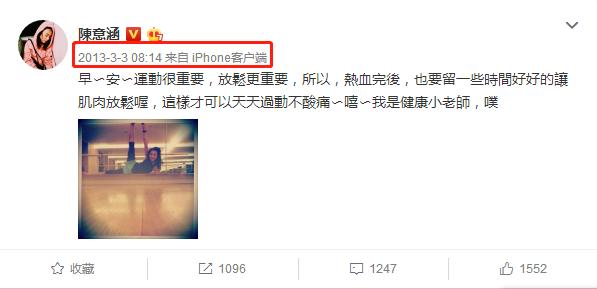 陳意涵 V
2013-3-3 08:14 来自 iPhone客户端
早~安~運動很重要，放鬆更重要，所以，熱血完後，也要留一些時間好好的讓
肌肉放鬆喔，這樣才可以天天過動不酸痛~嘻~我是健康小老師，噗
收藏 1096 1247 1552